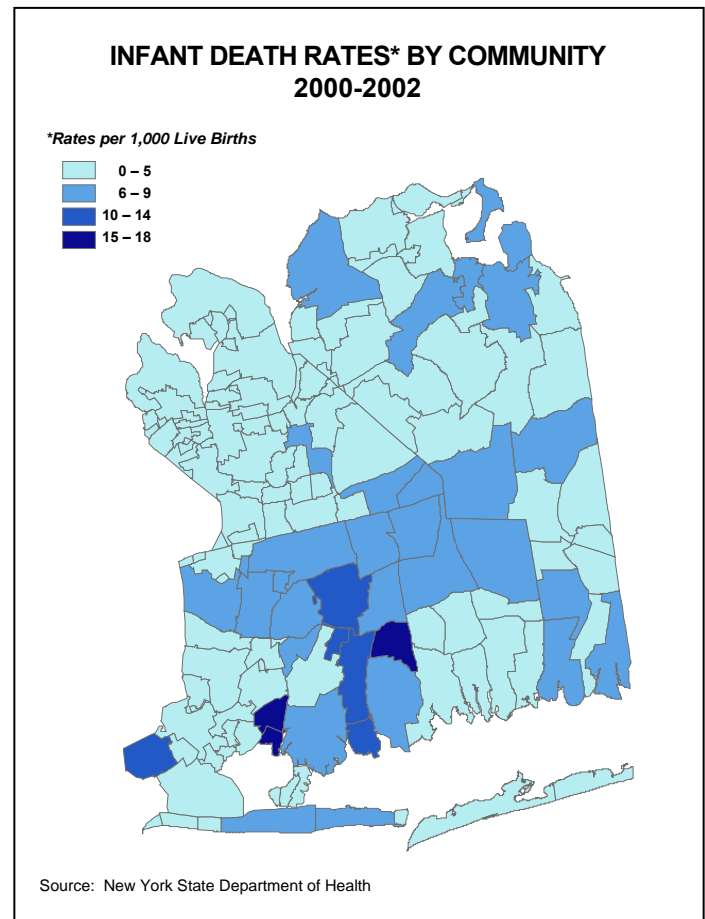 INFANT DEATH RATES* BY COMMUNITY
2000-2002
*Rates per 1,000 Live Births
0 – 5
6 – 9
10 – 14
15 – 18
Source: New York State Department of Health